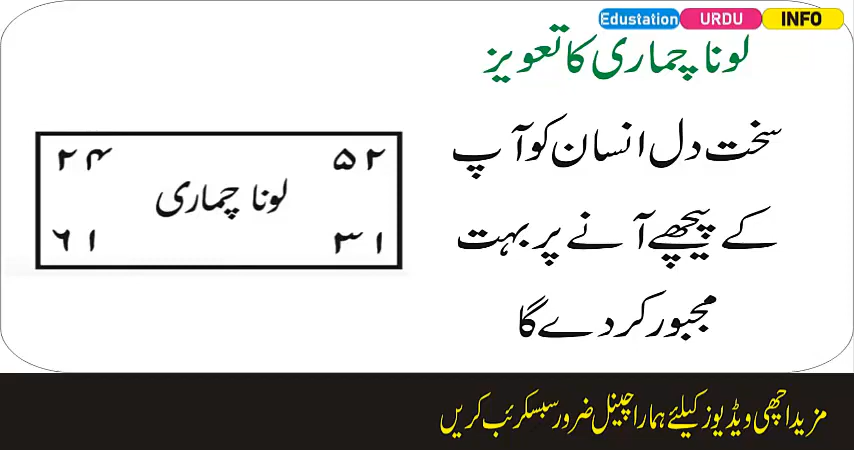 Edustation URDU INFO
لونا چماری کا تعویز
سخت دل انسان کو آپ
کے پیچھے آنے پر بہت
مجبور کر دے گا
۲۴ ۵۲
لونا چماری
۶۱ ۳۱
مزید اچھی ویڈیوز کیلئے ہمارا چینل ضرور سبسکرائب کریں